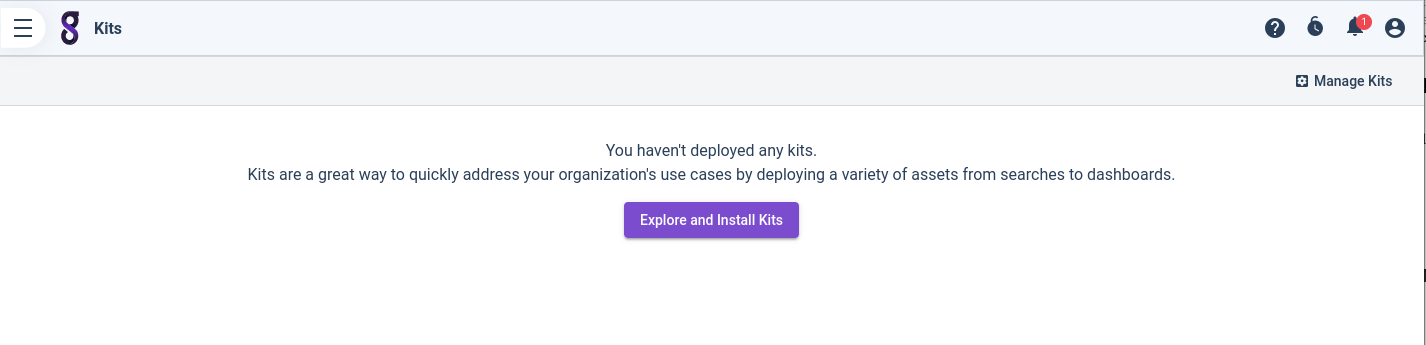 Kits
1
Manage Kits
You haven't deployed any kits.
Kits are a great way to quickly address your organization's use cases by deploying a variety of assets from searches to dashboards.
Explore and Install Kits